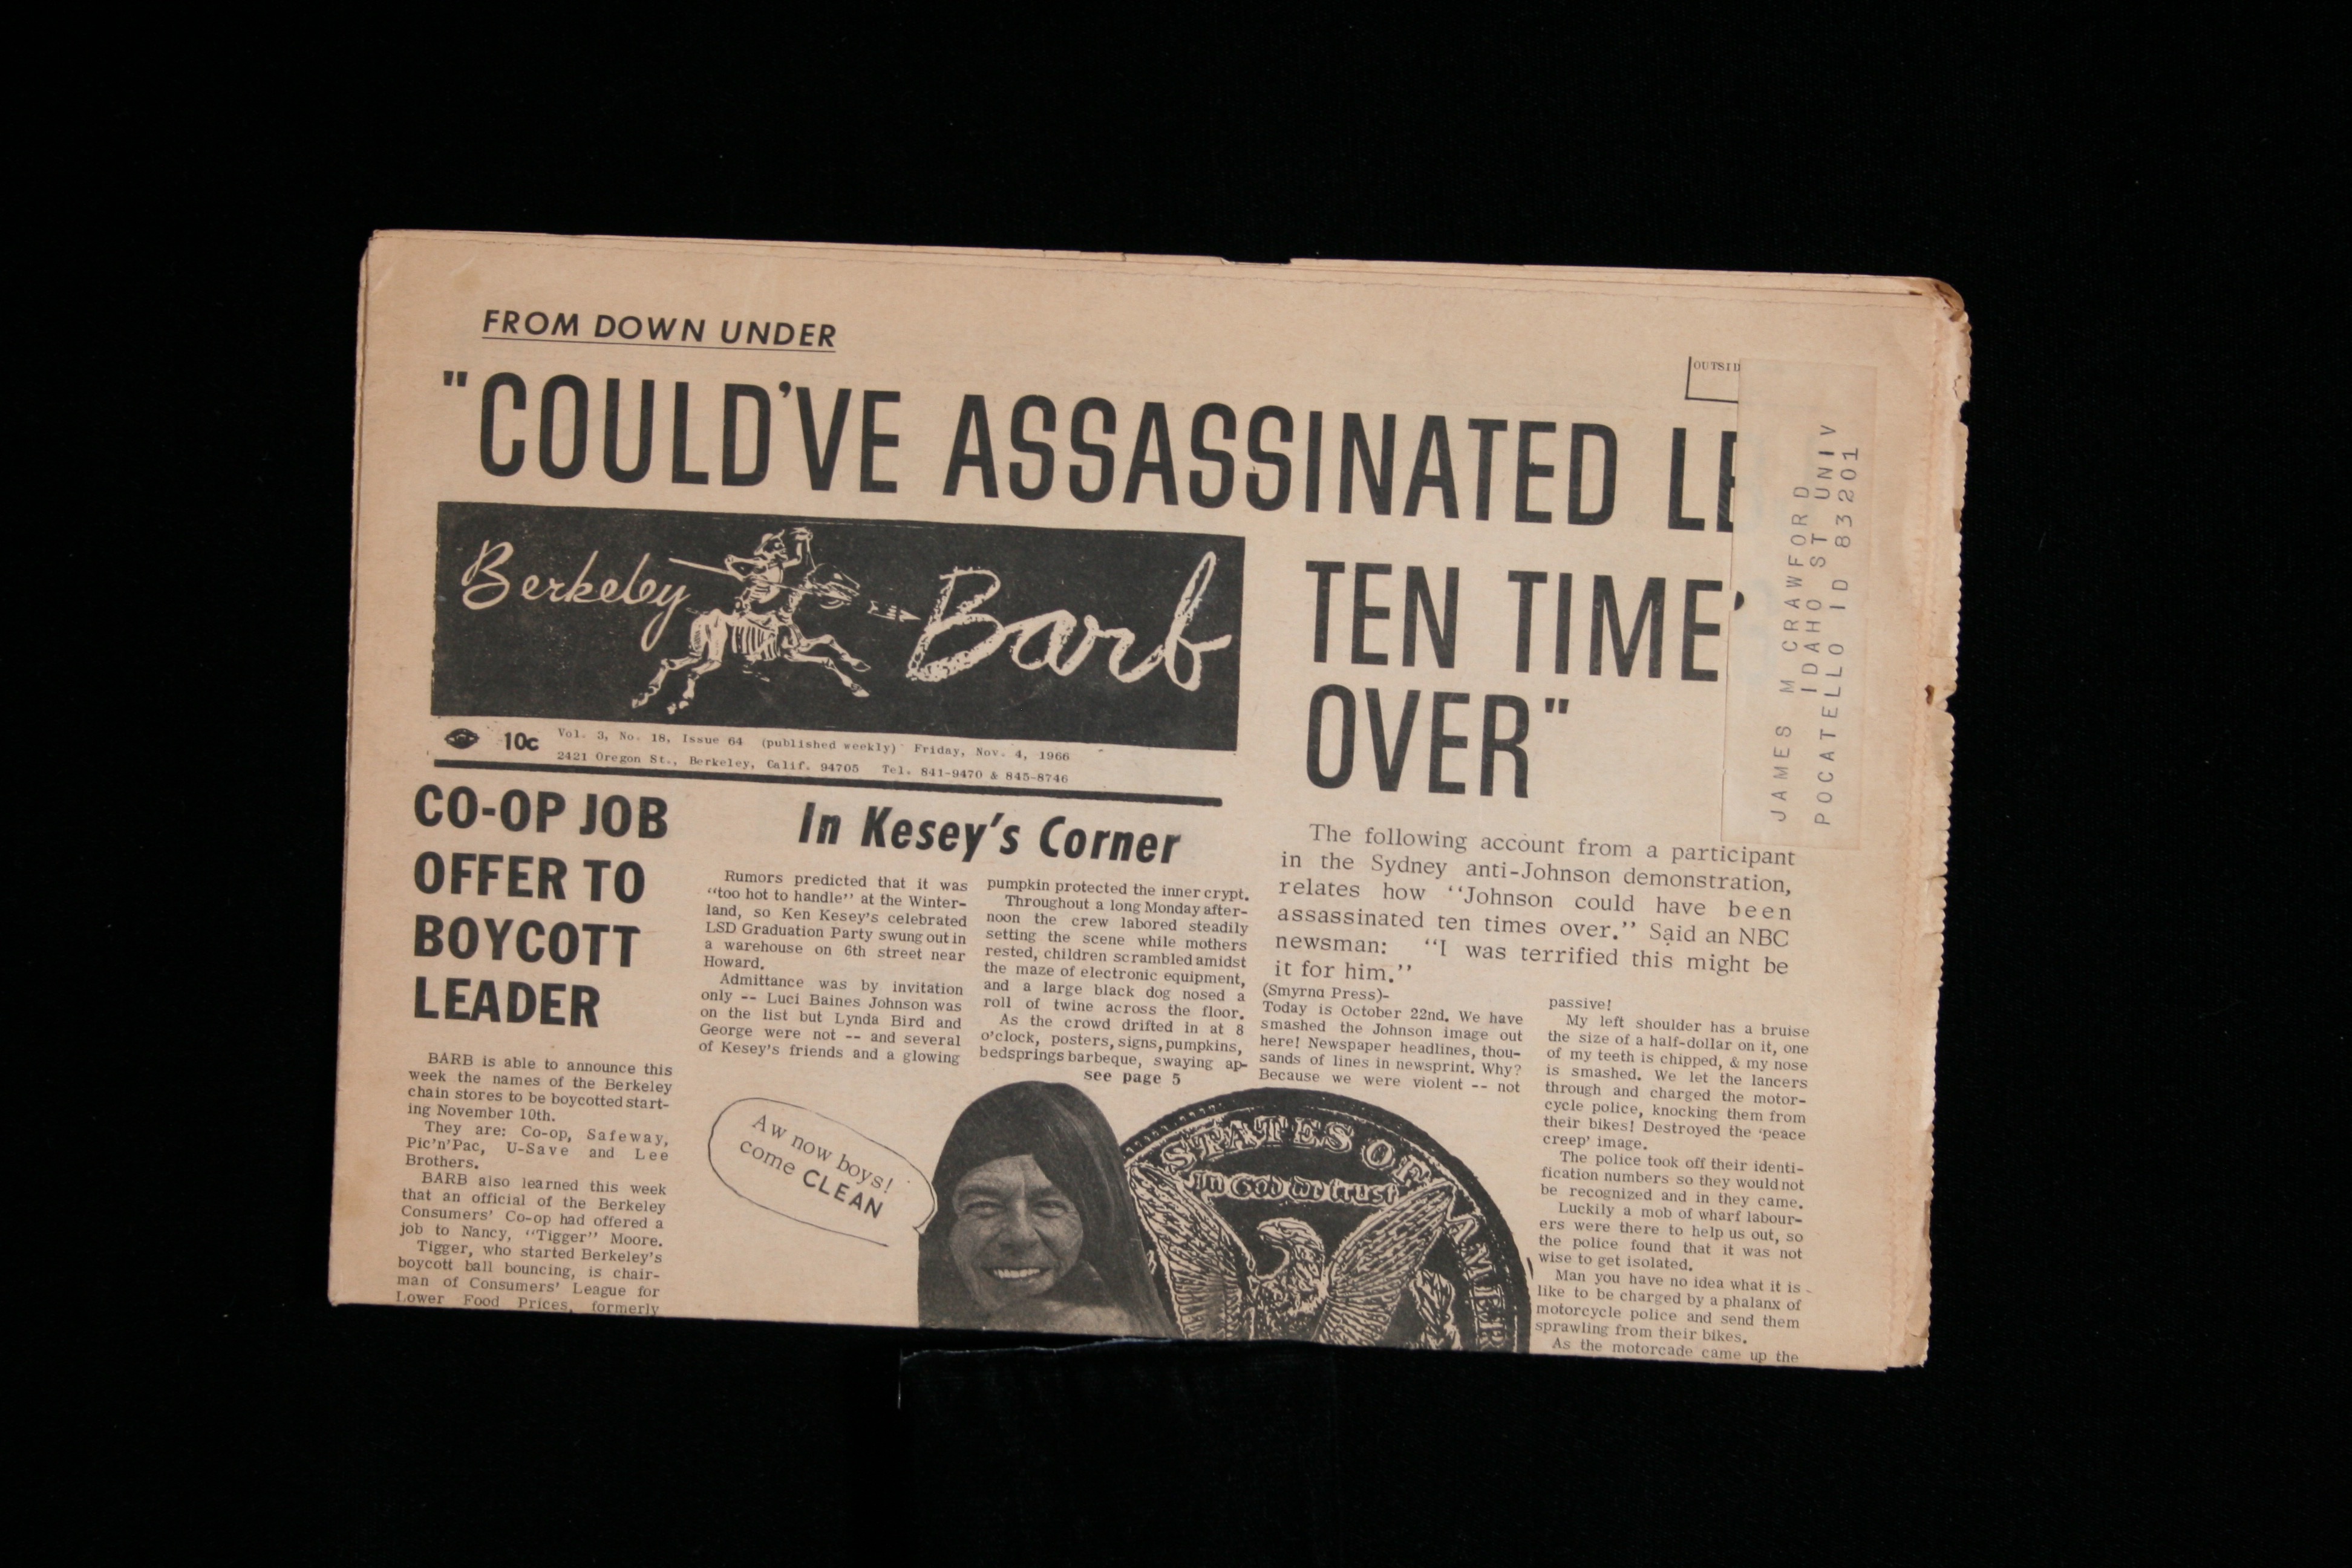 FROM DOWN UNDER
"COULD'VE ASSASSINATED
TEN
OVER"
OUTSID
JAMES M CRAWFORD
IDAHO ST UNIV
POCATELLO ID 83201
Berkeley Barb
10c Vol. 3, No. 18, Issue 64 (published weekly) Friday, Nov. 4, 1966
2421 Oregon St., Berkeley, Calif. 94705 Tel. 841-9470 & 845-8746
CO-OP JOB
OFFER TO
BOYCOTT
LEADER
BARB is able to announce this
week the names of the Berkeley
chain stores to be boycotted start-
ing November 10th.
They are: Co-op, Safeway,
Pic'n'Pac, U-Save and Lee
Brothers.
BARB also learned this week
that an official of the Berkeley
Consumers' Co-op had offered a
job to Nancy, "Tigger" Moore.
Tigger, who started Berkeley's
boycott ball bouncing, is chair-
man of Consumers' League for
Lower Food Prices, formerly
In Kesey's Corner
Rumors predicted that it was
"too hot to handle" at the Winter-
land, so Ken Kesey's celebrated
LSD Graduation Party swung out in
a warehouse on 6th street near
Howard.
Admittance was by invitation
only -- Luci Baines Johnson was
on the list but Lynda Bird and
George were not -- and several
of Kesey's friends and a glowing
pumpkin protected the inner crypt.
Throughout a long Monday after-
noon the crew labored steadily
setting the scene while mothers
rested, children scrambled amidst
the maze of electronic equipment,
and a large black dog nosed a
roll of twine across the floor.
As the crowd drifted in at 8
o'clock, posters, signs, pumpkins,
bedsprings barbeque, swaying ap-
see page 5
Aw now boys!
come CLEAN
STATES OF AMER
In God we trust
The following account from a participant
in the Sydney anti-Johnson demonstration,
relates how "Johnson could have been
assassinated ten times over." Said an NBC
newsman: "I was terrified this might be
it for him."
(Smyrna Press)-
Today is October 22nd. We have
smashed the Johnson image out
here! Newspaper headlines, thou-
sands of lines in newsprint. Why?
Because we were violent -- not
passive!
My left shoulder has a bruise
the size of a half-dollar on it, one
of my teeth is chipped, & my nose
is smashed. We let the lancers
through and charged the motor-
cycle police, knocking them from
their bikes! Destroyed the 'peace
creep' image.
The police took off their identi-
fication numbers so they would not
be recognized and in they came.
Luckily a mob of wharf labour-
ers were there to help us out, so
the police found that it was not
wise to get isolated.
Man you have no idea what it is
like to be charged by a phalanx of
motorcycle police and send them
sprawling from their bikes.
As the motorcade came up the